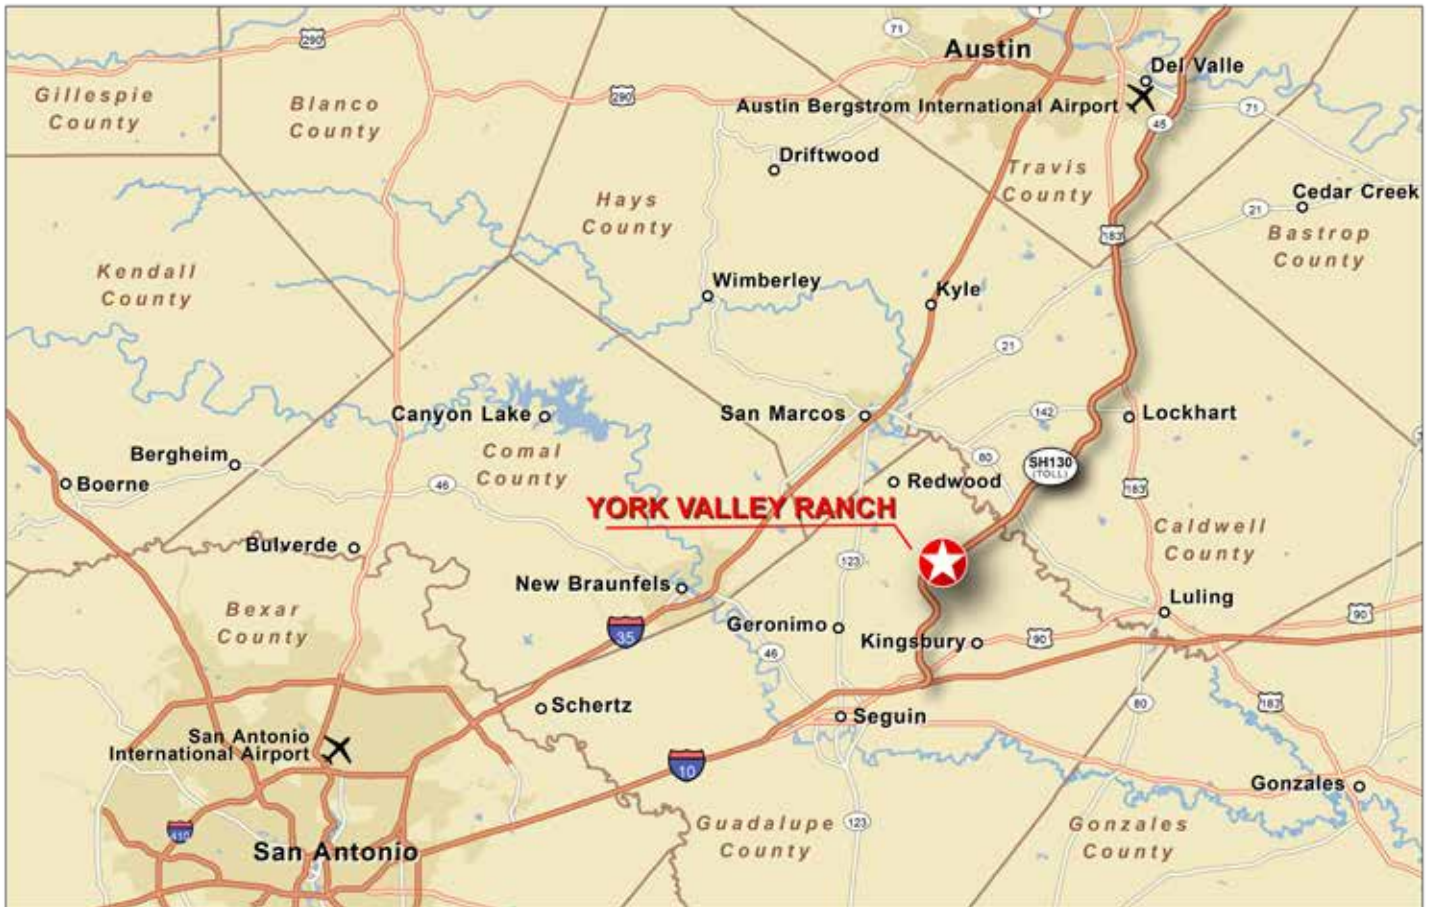 1
71
290
Austin
Del Valle
Gillespie
County
Blanco
County
290
Austin Bergstrom International Airport
71
45
Driftwood
Travis
County
Hays
County
Cedar Creek
21
183
Bastrop
County
Kendall
County
Wimberley
Kyle
21
Canyon Lake
San Marcos
142
Lockhart
Bergheim
Comal
County
80
SH130
(TOLL)
Boerne
46
Redwood
183
YORK VALLEY RANCH
Caldwell
County
Bulverde
123
New Braunfels
Luling
Bexar
County
35
Geronimo
90
Kingsbury
90
46
Schertz
Seguin
80
183
San Antonio
International Airport
10
Gonzales
410
Guadalupe
County
123
Gonzales
County
San Antonio